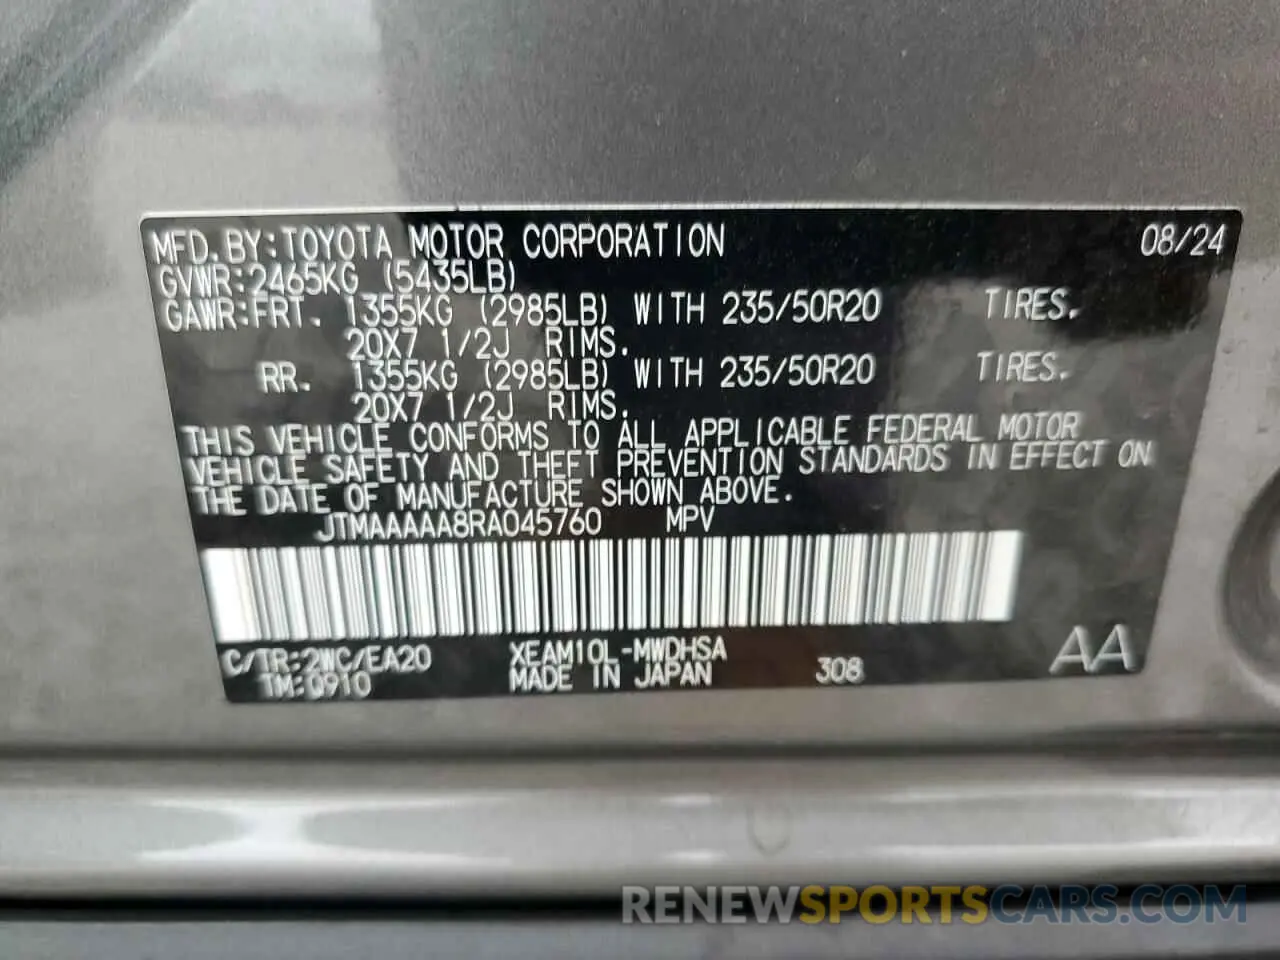 MFD.BY:TOYOTA MOTOR CORPORATION 08/24
GVWR:2465KG (5435LB)
GAWR:FRT. 1355KG (2985LB) WITH 235/50R20 TIRES.
20X7 1/2J RIMS.
RR. 1355KG (2985LB) WITH 235/50R20 TIRES.
20X7 1/2J RIMS.
THIS VEHICLE CONFORMS TO ALL APPLICABLE FEDERAL MOTOR
VEHICLE SAFETY AND THEFT PREVENTION STANDARDS IN EFFECT ON
THE DATE OF MANUFACTURE SHOWN ABOVE.
JTMAAAAA8RA045760 MPV
C/TR:2WC/EA20 XEAM10L-MWDHSA
TM:0910 MADE IN JAPAN 308 AA
RENEWSPORTSCARS.COM